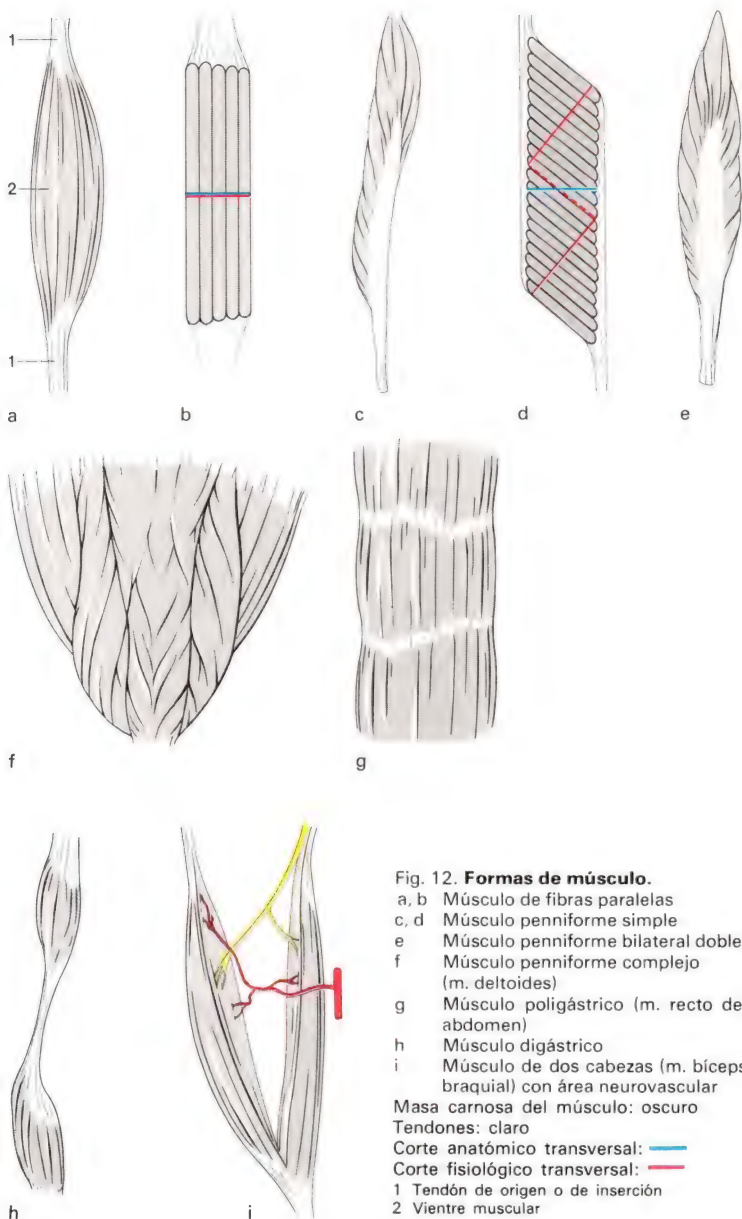 1
2
1
a
b
c
d
e
f
g
h
i
Fig. 12. Formas de músculo.
a, b Músculo de fibras paralelas
c, d Músculo penniforme simple
e Músculo penniforme bilateral doble
f Músculo penniforme complejo
(m. deltoides)
g Músculo poligástrico (m. recto de
abdomen)
h Músculo digástrico
i Músculo de dos cabezas (m. bíceps
braquial) con área neurovascular
Masa carnosa del músculo: oscuro
Tendones: claro
Corte anatómico transversal:
Corte fisiológico transversal:
1 Tendón de origen o de inserción
2 Vientre muscular